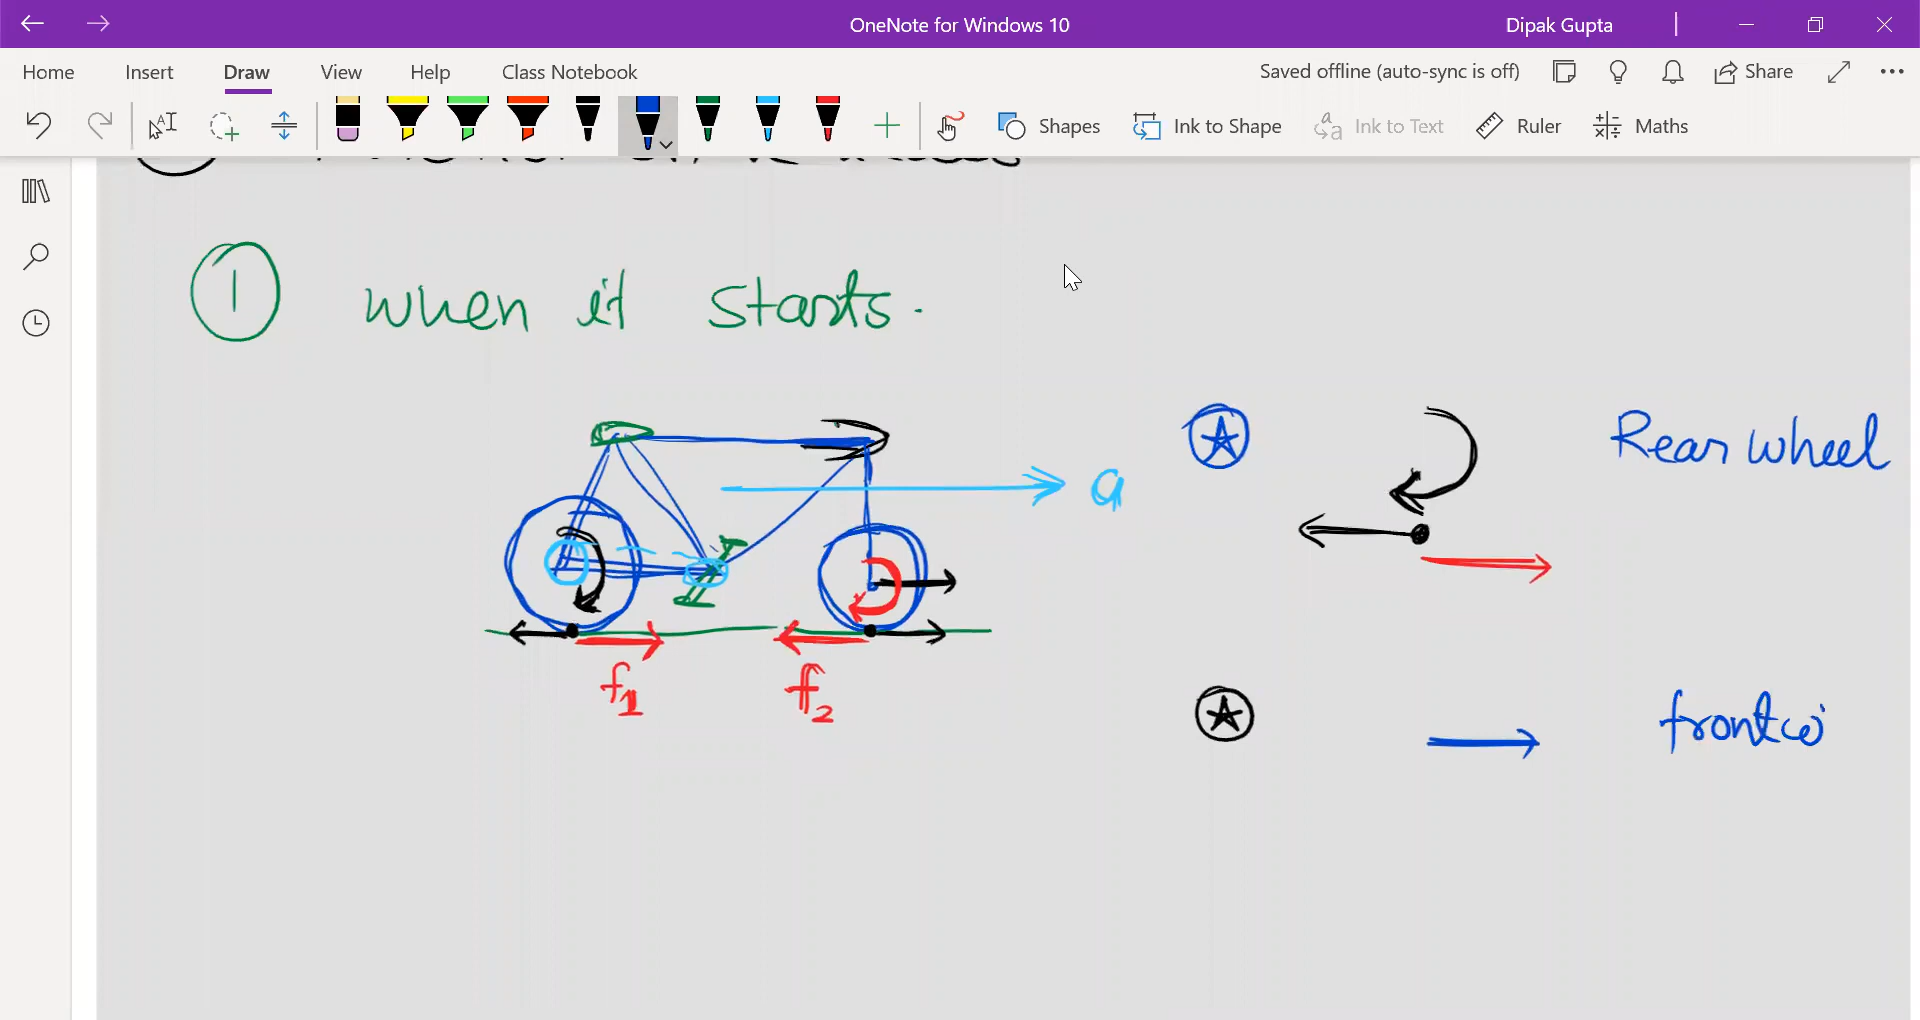 OneNote for Windows 10
Dipak Gupta
Home Insert Draw View Help Class Notebook
Saved offline (auto-sync is off) Share
Shapes Ink to Shape Ink to Text Ruler Maths
1 when it starts.
a
Rear wheel
f1
f2
frontw